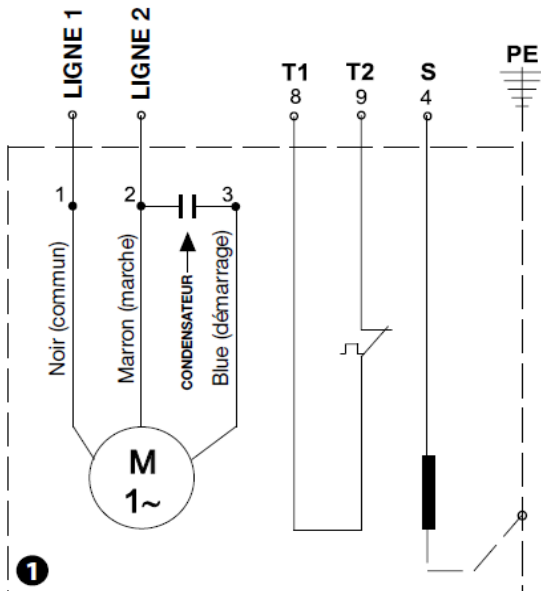 LIGNE 1
LIGNE 2
T1
8
T2
9
S
4
PE
1
2
3
Noir (commun)
Marron (marche)
CONDENSATEUR
Blue (démarrage)
M
1~
1